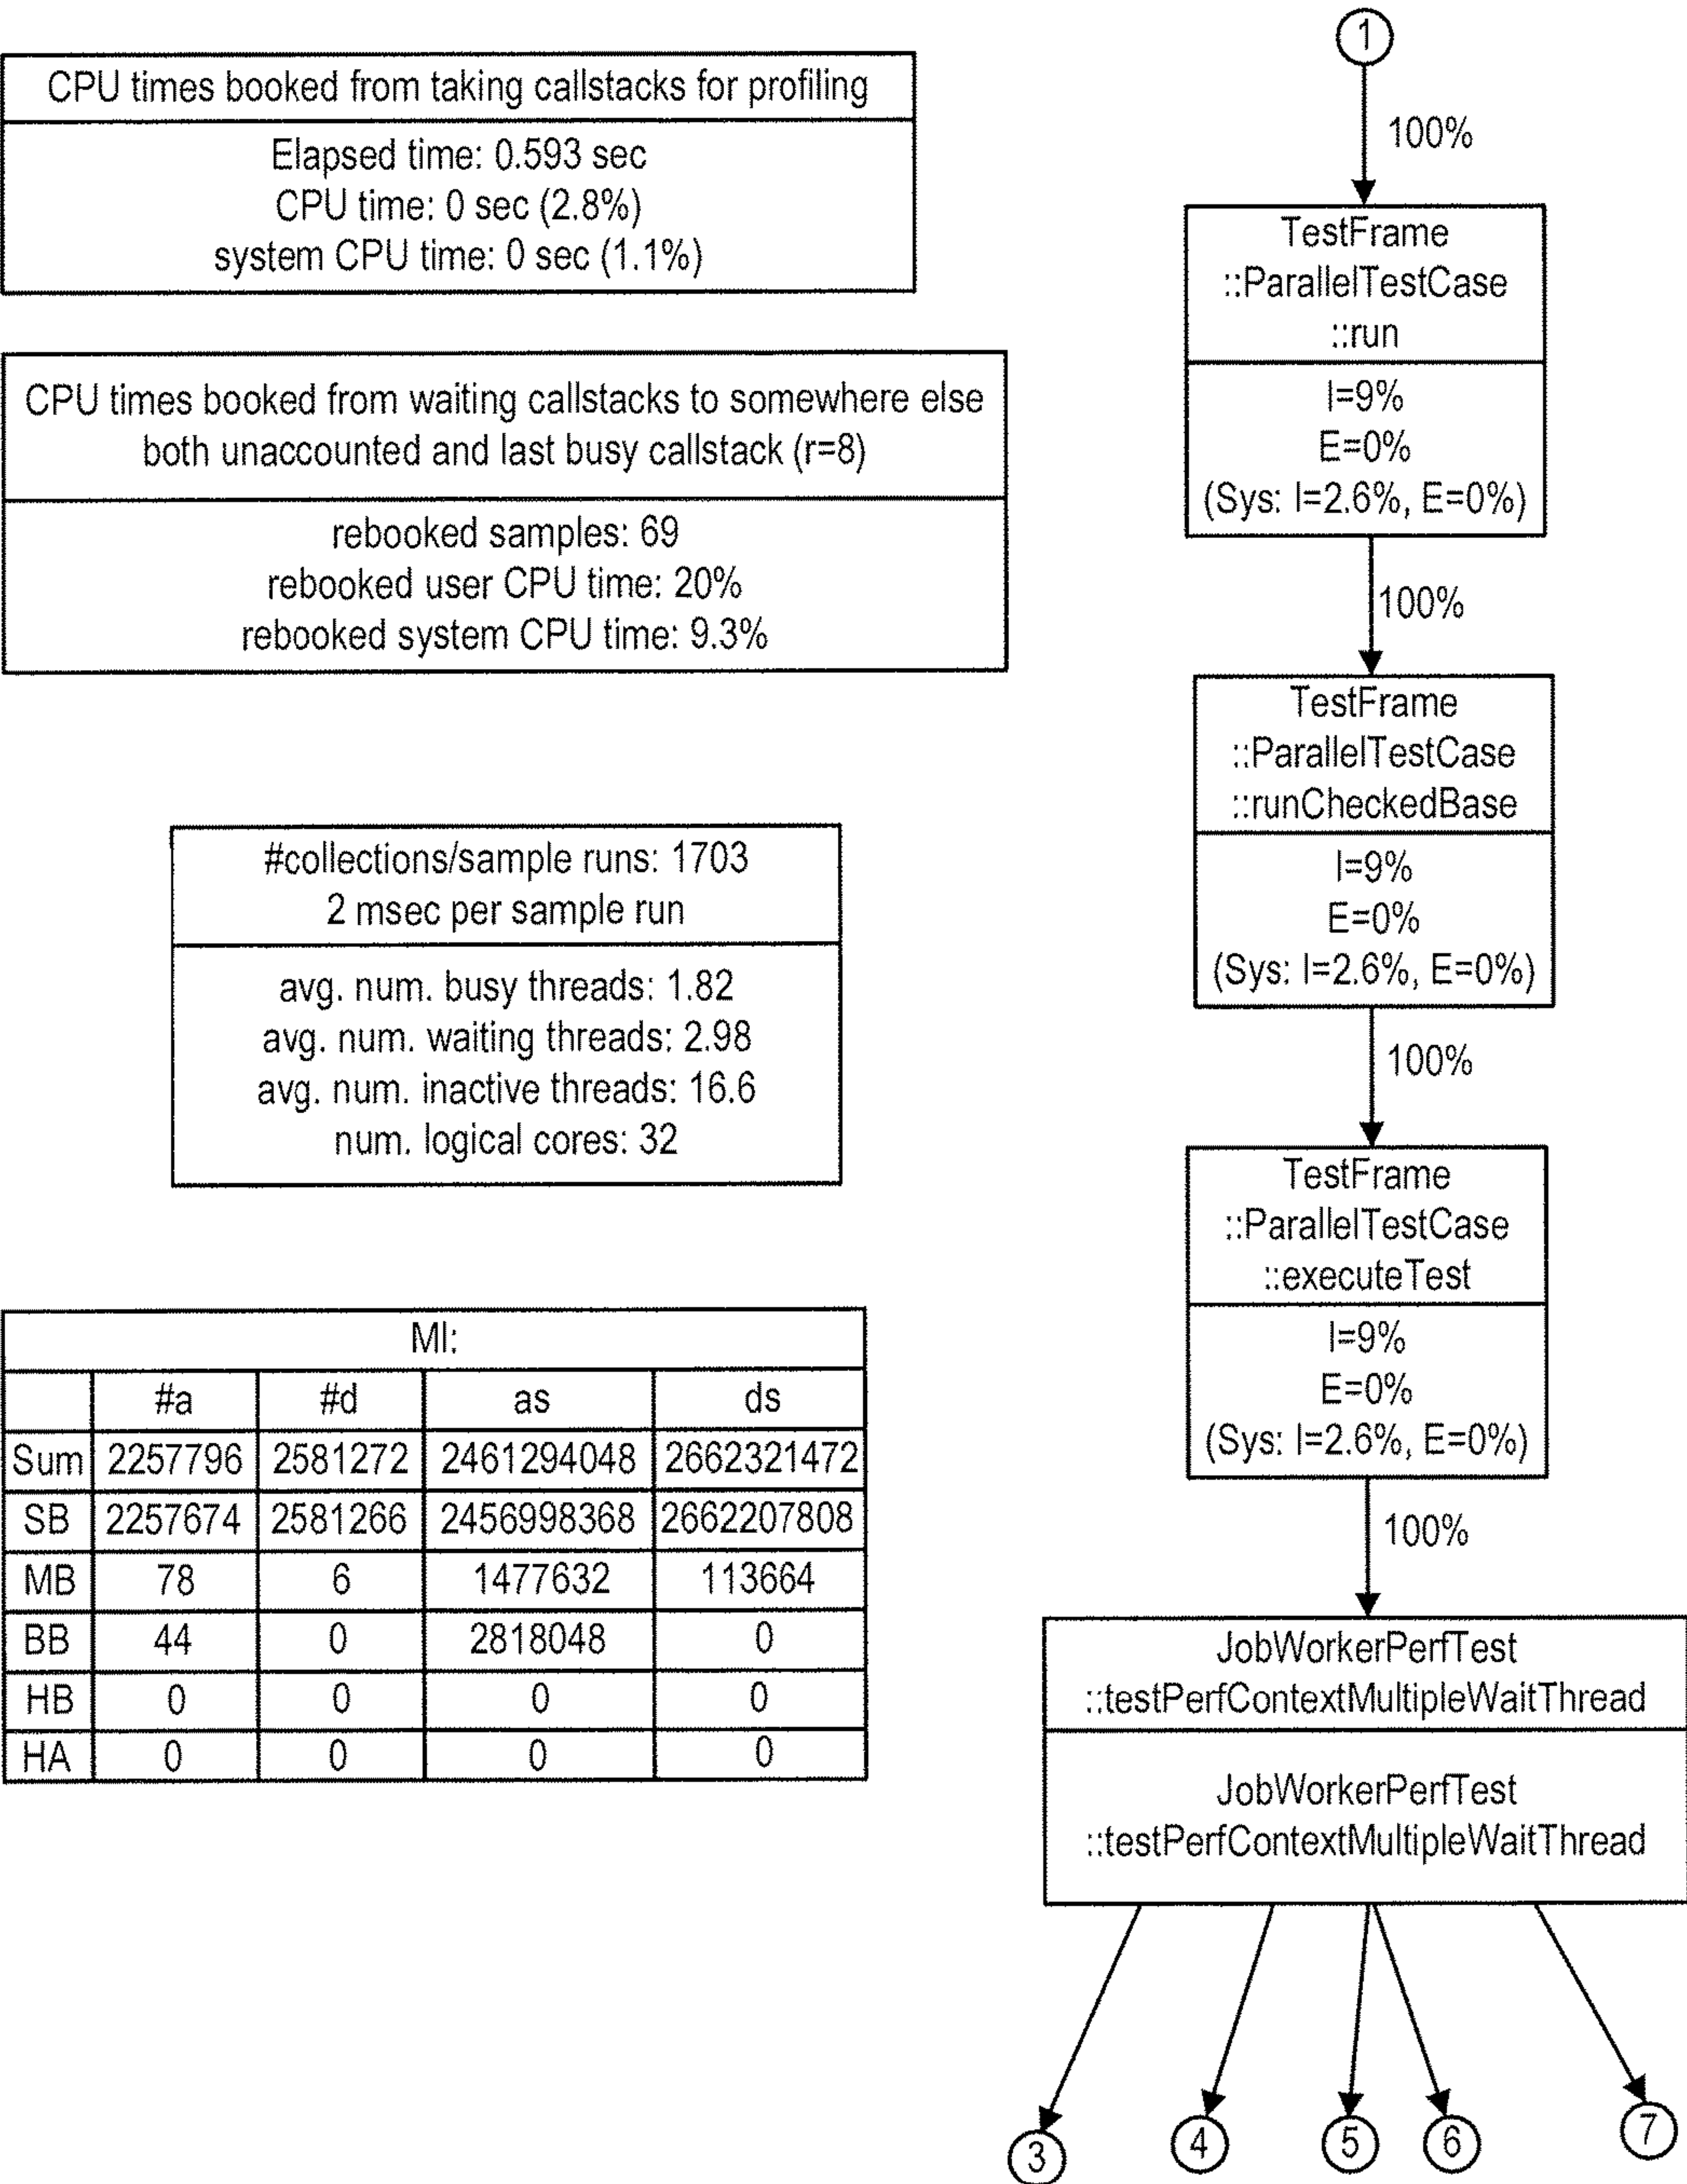 CPU times booked from taking callstacks for profiling
Elapsed time: 0.593 sec
CPU time: 0 sec (2.8%)
system CPU time: 0 sec (1.1%)
CPU times booked from waiting callstacks to somewhere else
both unaccounted and last busy callstack (r=8)
rebooked samples: 69
rebooked user CPU time: 20%
rebooked system CPU time: 9.3%
#collections/sample runs: 1703
2 msec per sample run
avg. num. busy threads: 1.82
avg. num. waiting threads: 2.98
avg. num. inactive threads: 16.6
num. logical cores: 32
MI:
#a #d as ds
Sum 2257796 2581272 2461294048 2662321472
SB 2257674 2581266 2456998368 2662207808
MB 78 6 1477632 113664
BB 44 0 2818048 0
HB 0 0 0 0
HA 0 0 0 0
1
100%
TestFrame
::ParallelTestCase
::run
I=9%
E=0%
(Sys: I=2.6%, E=0%)
100%
TestFrame
::ParallelTestCase
::runCheckedBase
I=9%
E=0%
(Sys: I=2.6%, E=0%)
100%
TestFrame
::ParallelTestCase
::executeTest
I=9%
E=0%
(Sys: I=2.6%, E=0%)
100%
JobWorkerPerfTest
::testPerfContextMultipleWaitThread
JobWorkerPerfTest
::testPerfContextMultipleWaitThread
3 4 5 6 7